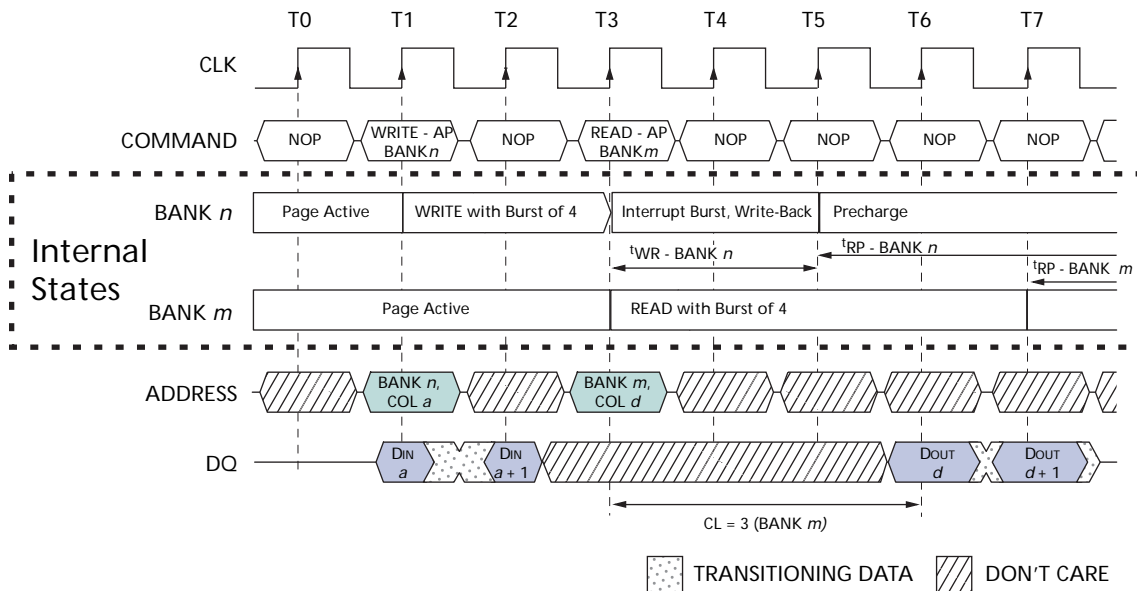 T0 T1 T2 T3 T4 T5 T6 T7
CLK
COMMAND NOP WRITE - AP NOP READ - AP NOP NOP NOP NOP
BANK n BANK m
BANK n Page Active WRITE with Burst of 4 Interrupt Burst, Write-Back Precharge
Internal
States
tWR - BANK n tRP - BANK n
tRP - BANK m
BANK m Page Active READ with Burst of 4
ADDRESS BANK n, BANK m,
COL a COL d
DQ DIN DIN DOUT DOUT
a a + 1 d d + 1
CL = 3 (BANK m)
TRANSITIONING DATA DON'T CARE